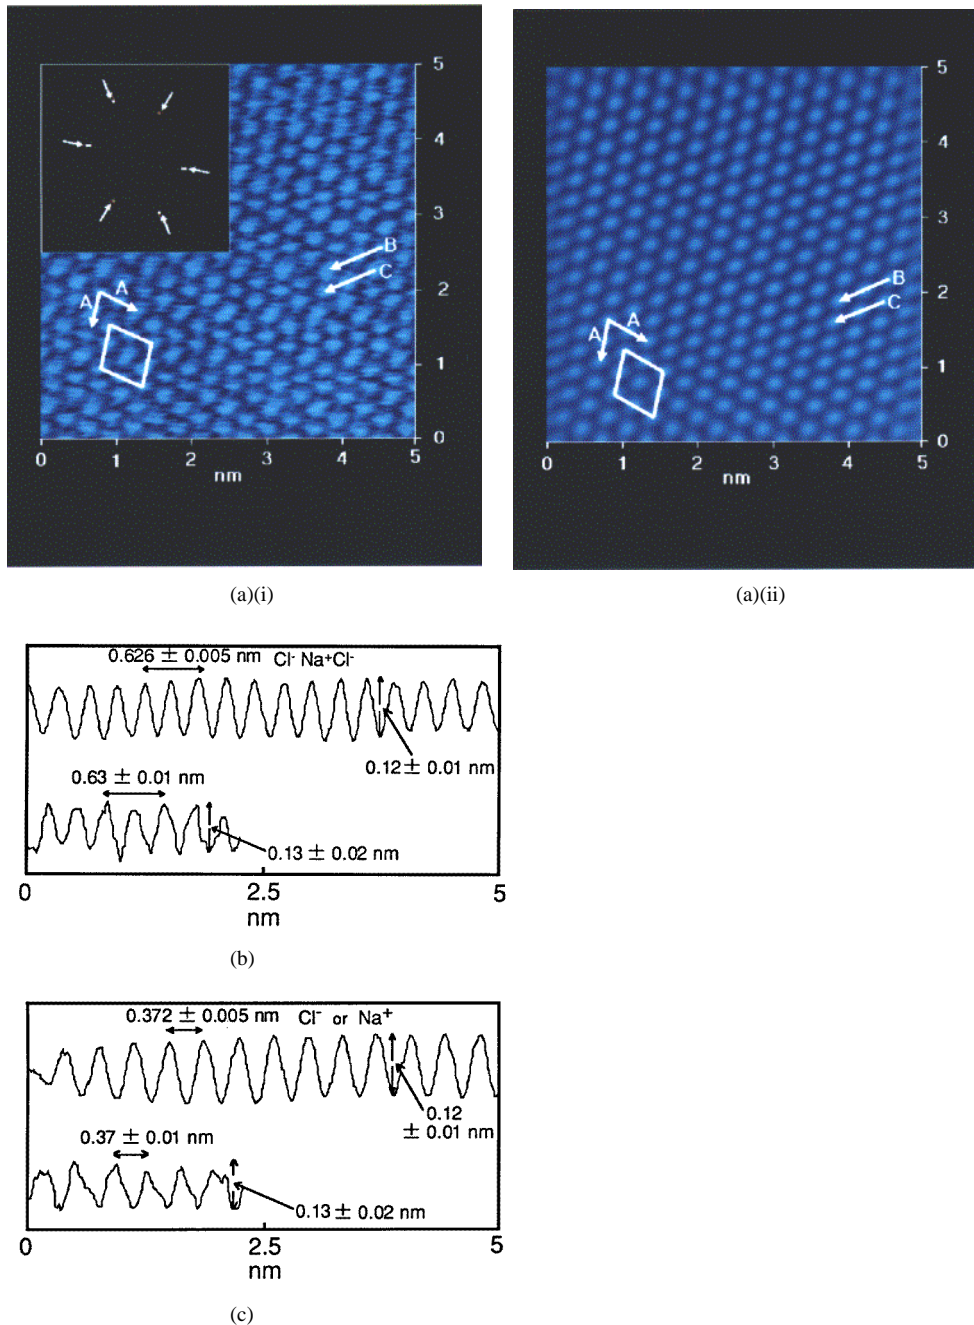 5
4
3
B
C
2
A
A
1
0
0 1 2 3 4 5
nm
(a)(i)
5
4
3
B
C
2
A
A
1
0
0 1 2 3 4 5
nm
(a)(ii)
0.626 ± 0.005 nm Cl⁻ Na⁺Cl⁻
0.12 ± 0.01 nm
0.63 ± 0.01 nm
0.13 ± 0.02 nm
0 2.5 5
nm
(b)
0.372 ± 0.005 nm Cl⁻ or Na⁺
0.12
± 0.01 nm
0.37 ± 0.01 nm
0.13 ± 0.02 nm
0 2.5 5
nm
(c)